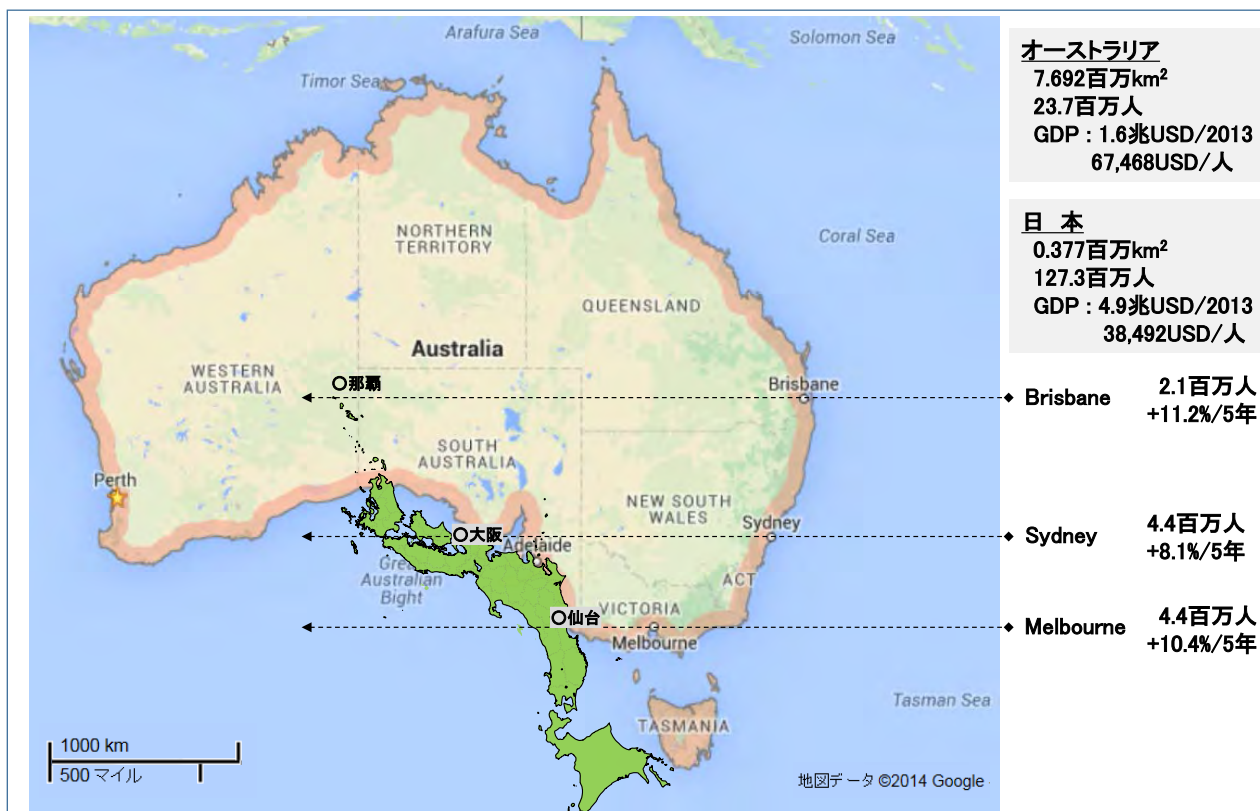 Arafura Sea
Solomon Sea
Timor Sea
NORTHERN
TERRITORY
Coral Sea
QUEENSLAND
Australia
WESTERN
AUSTRALIA
○那覇
Brisbane
SOUTH
AUSTRALIA
Perth
NEW SOUTH
WALES
Sydney
○大阪
Adelaide
Great
Australian
Bight
ACT
○仙台
VICTORIA
Melbourne
Tasman Sea
TASMANIA
1000 km
500 マイル
地図データ ©2014 Google
オーストラリア
7.692百万km²
23.7百万人
GDP : 1.6兆USD/2013
67,468USD/人
日 本
0.377百万km²
127.3百万人
GDP : 4.9兆USD/2013
38,492USD/人
Brisbane 2.1百万人
+11.2%/5年
Sydney 4.4百万人
+8.1%/5年
Melbourne 4.4百万人
+10.4%/5年